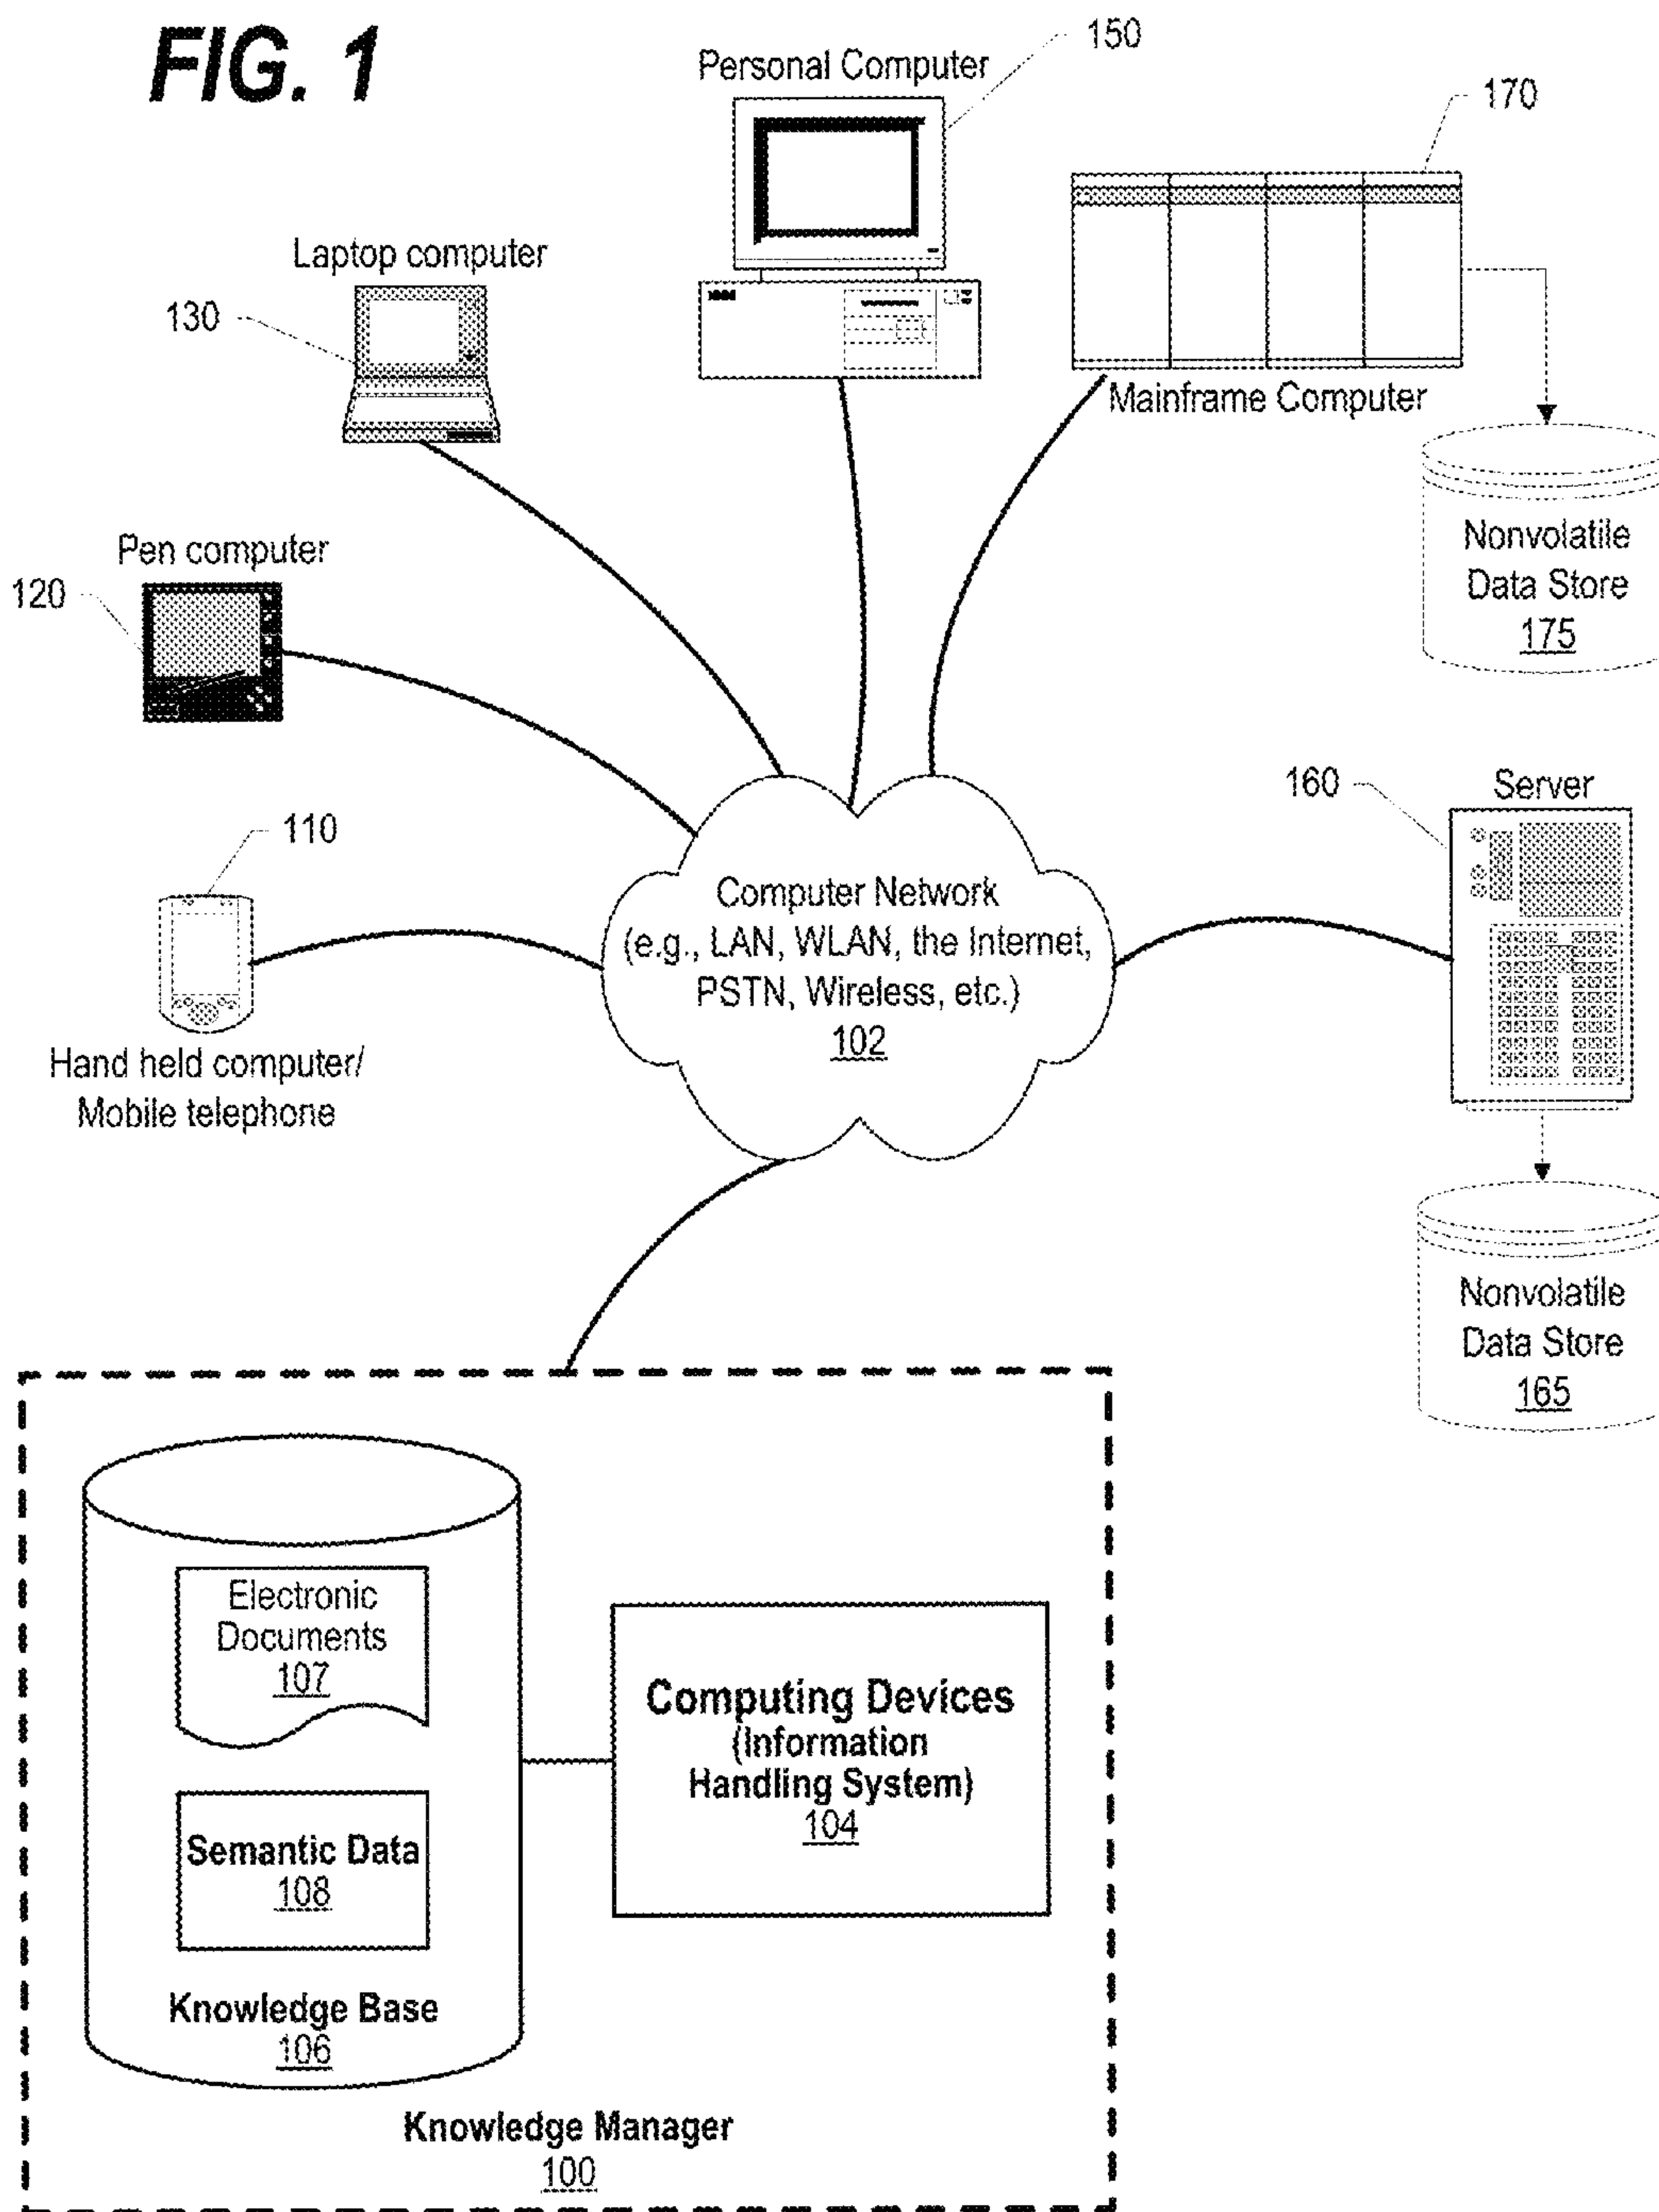 FIG. 1
Personal Computer
150
170
Laptop computer
130
Mainframe Computer
Nonvolatile
Data Store
175
Pen computer
120
160
Server
110
Hand held computer/
Mobile telephone
Computer Network
(e.g., LAN, WLAN, the Internet,
PSTN, Wireless, etc.)
102
Nonvolatile
Data Store
165
Electronic
Documents
107
Semantic Data
108
Knowledge Base
106
Computing Devices
(Information
Handling System)
104
Knowledge Manager
100